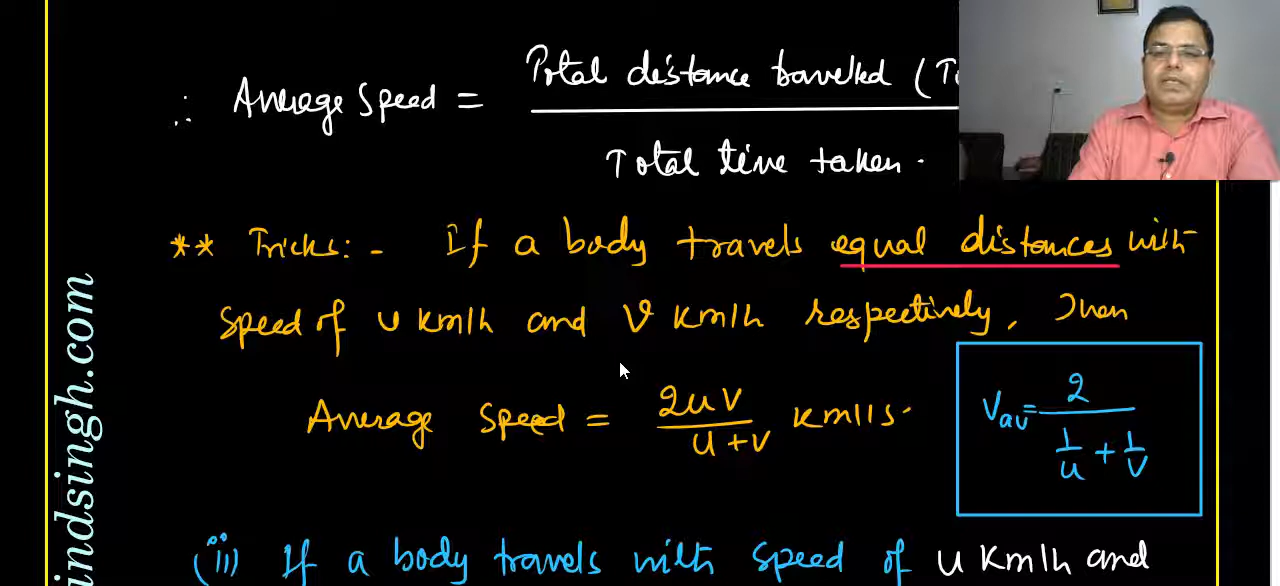 ∴ Average Speed = Total distance travelled (To
Total time taken.
** Tricks:- If a body travels equal distances with
speed of u km/h and v km/h respectively, Then
Average Speed = 2uv / u+v km/s.
Vav = 2 / 1/u + 1/v
(ii) If a body travels with speed of u km/h and
indsingh.com